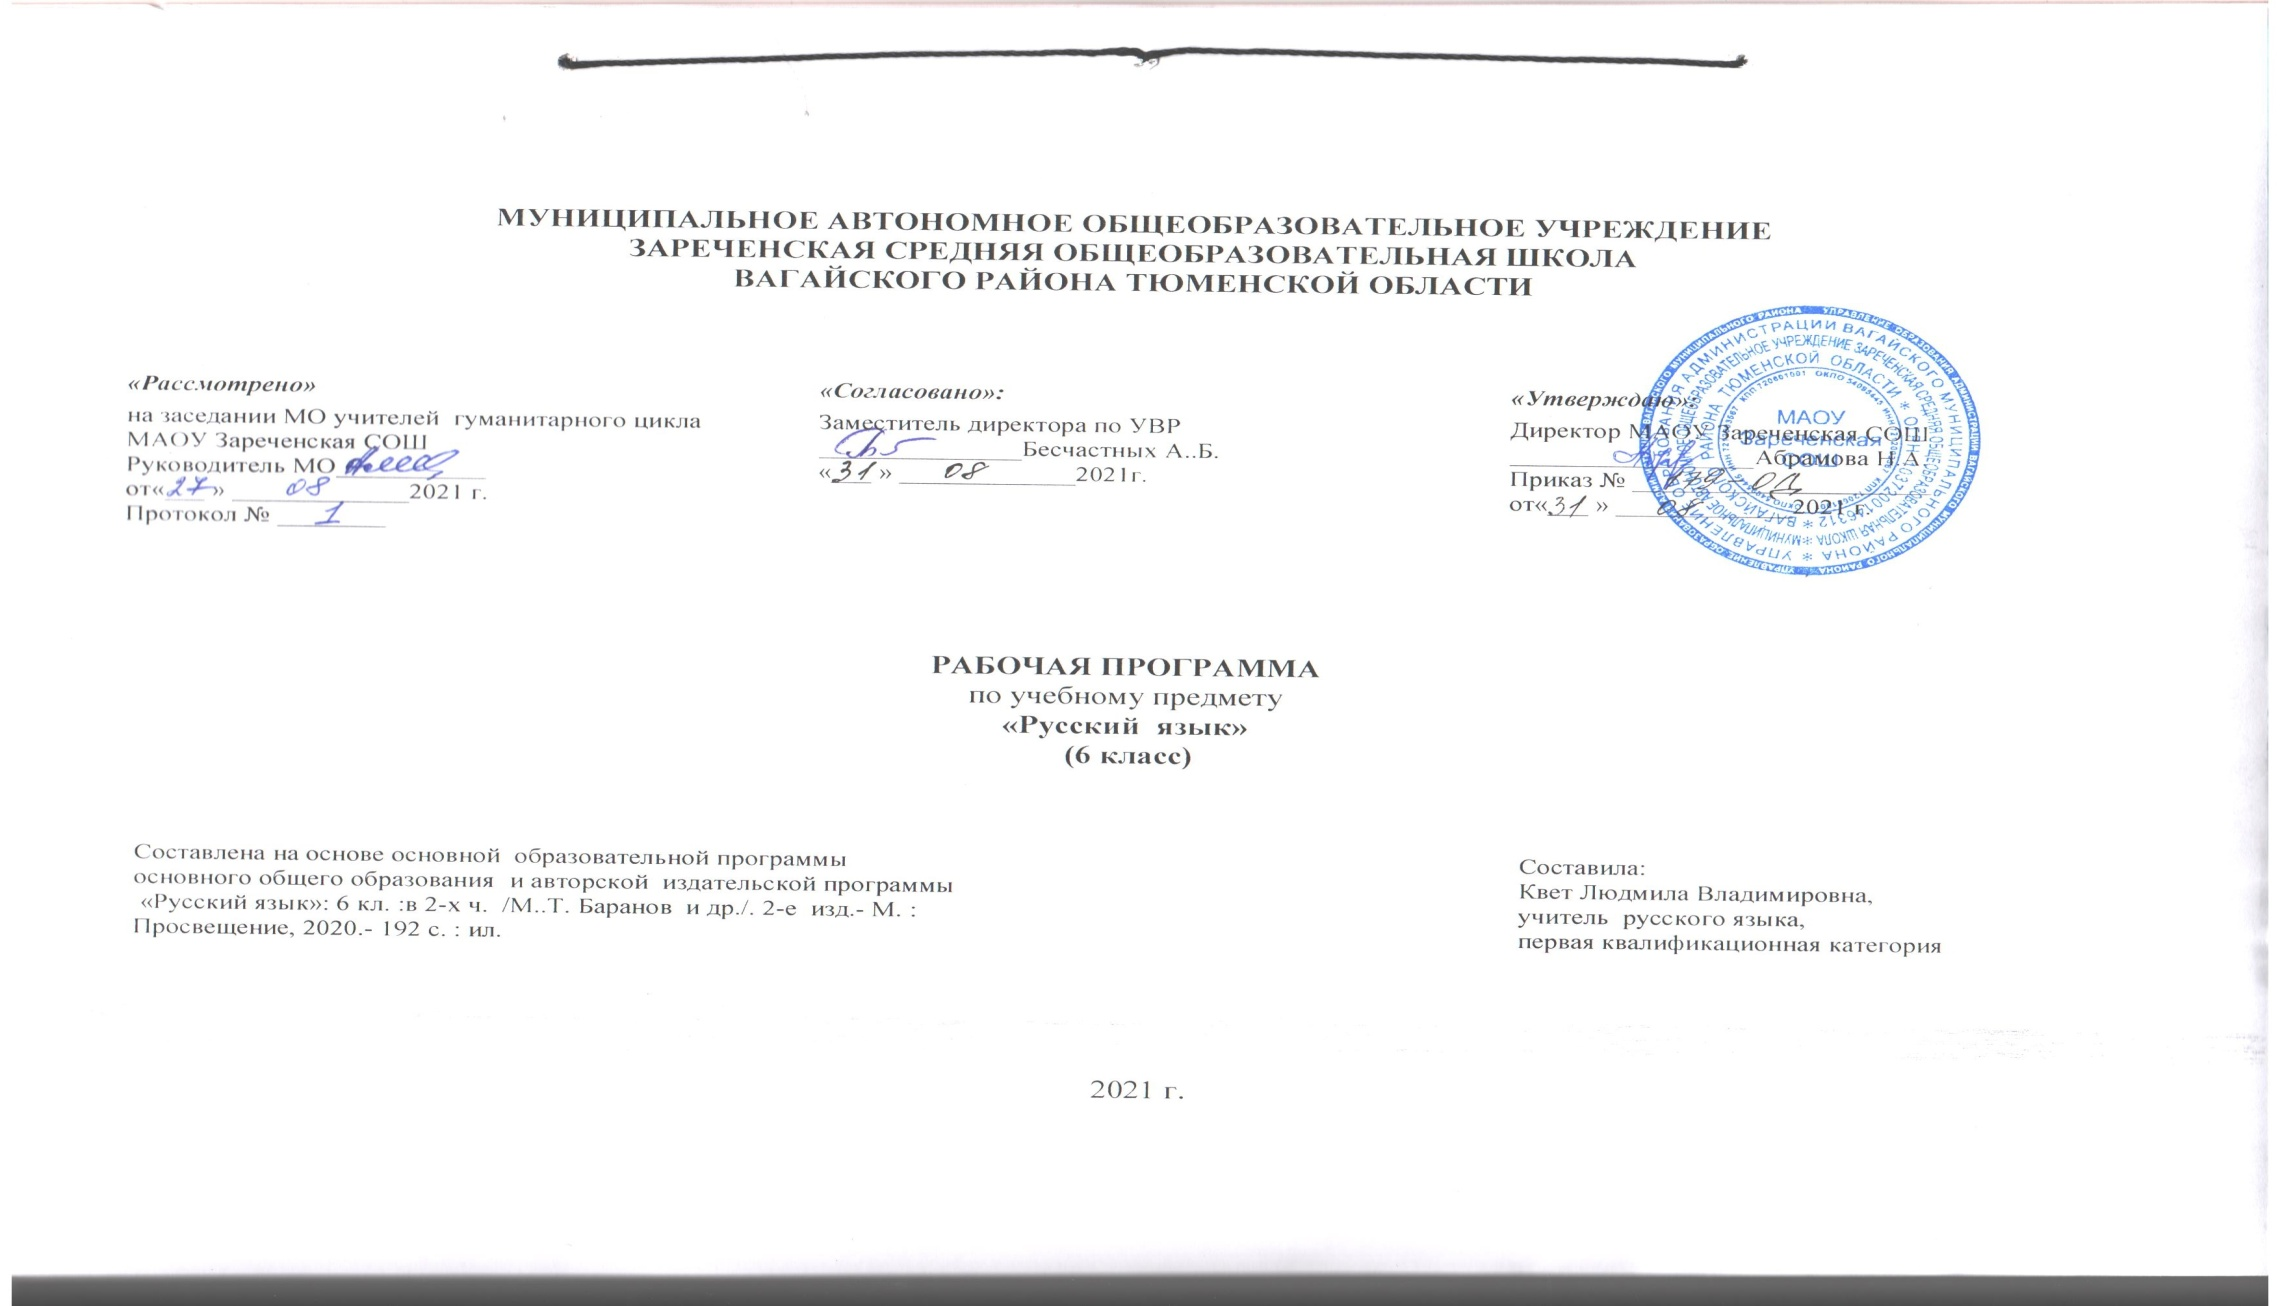 МУНИЦИПАЛЬНОЕ АВТОНОМНОЕ ОБЩЕОБРАЗОВАТЕЛЬНОЕ УЧРЕЖДЕНИЕ
ЗАРЕЧЕНСКАЯ СРЕДНЯЯ ОБЩЕОБРАЗОВАТЕЛЬНАЯ ШКОЛА
ВАГАЙСКОГО РАЙОНА ТЮМЕНСКОЙ ОБЛАСТИ
«Рассмотрено»
на заседании МО учителей гуманитарного цикла
МАОУ Зареченская СОШ
Руководитель МО
от«27» 08 2021 г.
Протокол № 1
«Согласовано»:
Заместитель директора по УВР
Бесчастных А..Б.
«31» 08 2021г.
«Утверждаю»:
Директор МАОУ Зареченская СОШ
Абрамова Н.А
Приказ №
от«31 » 08 2021 г.
МАОУ
Зареченская
СОШ
РАБОЧАЯ ПРОГРАММА
по учебному предмету
«Русский язык»
(6 класс)
Составлена на основе основной образовательной программы
основного общего образования и авторской издательской программы
«Русский язык»: 6 кл. :в 2-х ч. /М..Т. Баранов и др./. 2-е изд.- М. :
Просвещение, 2020.- 192 с. : ил.
Составила:
Квет Людмила Владимировна,
учитель русского языка,
первая квалификационная категория
2021 г.